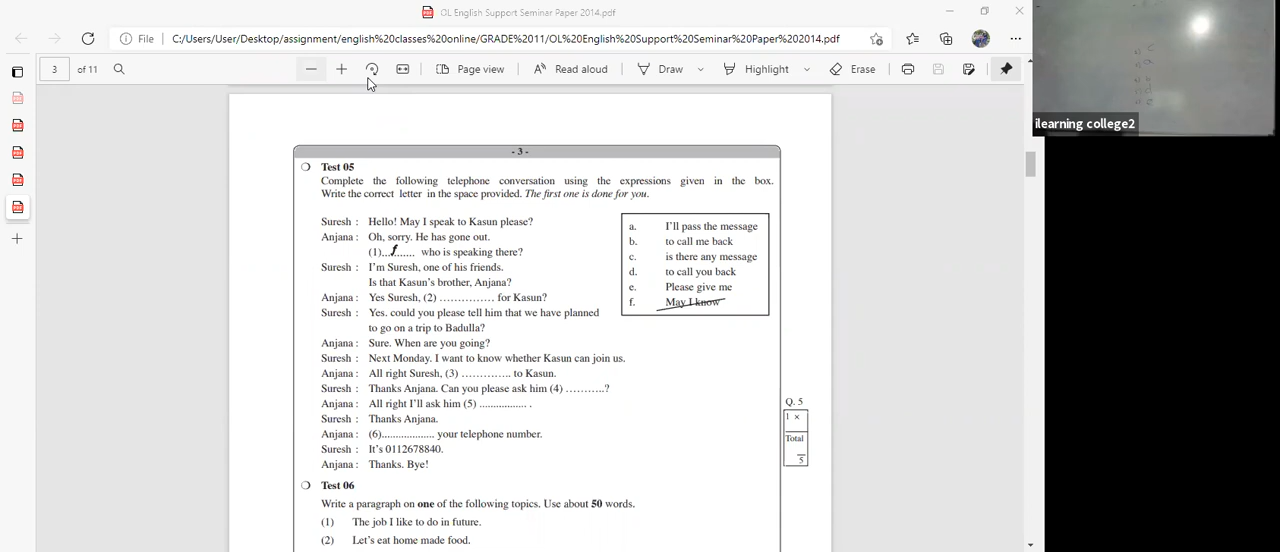 OL English Support Seminar Paper 2014.pdf
File C:/Users/User/Desktop/assignment/english%20classes%20online/GRADE%2011/OL%20English%20Support%20Seminar%20Paper%202014.pdf
3 of 11 Page view Read aloud Draw Highlight Erase
ilearning college2
- 3 -
Test 05
Complete the following telephone conversation using the expressions given in the box.
Write the correct letter in the space provided. The first one is done for you.
Suresh : Hello! May I speak to Kasun please?
Anjana : Oh, sorry. He has gone out.
(1)...f....... who is speaking there?
Suresh : I'm Suresh, one of his friends.
Is that Kasun's brother, Anjana?
Anjana : Yes Suresh, (2) …………… for Kasun?
Suresh : Yes. could you please tell him that we have planned
to go on a trip to Badulla?
Anjana : Sure. When are you going?
Suresh : Next Monday. I want to know whether Kasun can join us.
Anjana : All right Suresh, (3) ………….. to Kasun.
Suresh : Thanks Anjana. Can you please ask him (4) ………..?
Anjana : All right I'll ask him (5) ................. .
Suresh : Thanks Anjana.
Anjana : (6).................. your telephone number.
Suresh : It's 0112678840.
Anjana : Thanks. Bye!
a. I'll pass the message
b. to call me back
c. is there any message
d. to call you back
e. Please give me
f. May I know
Q. 5
1 ×
Total
5
Test 06
Write a paragraph on one of the following topics. Use about 50 words.
(1) The job I like to do in future.
(2) Let's eat home made food.